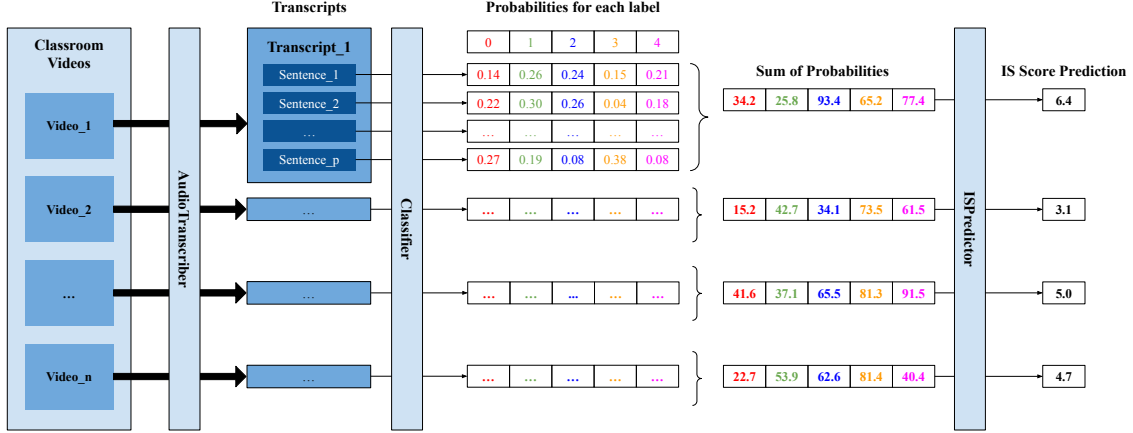 Transcripts
Probabilities for each label
Classroom
Videos
Transcript_1
0 1 2 3 4
Sentence_1
0.14 0.26 0.24 0.15 0.21
Sum of Probabilities
IS Score Prediction
Video_1
Sentence_2
0.22 0.30 0.26 0.04 0.18
34.2 25.8 93.4 65.2 77.4
6.4
...
... ... ... ... ...
Sentence_p
0.27 0.19 0.08 0.38 0.08
Video_2
...
... ... ... ... ...
15.2 42.7 34.1 73.5 61.5
3.1
AudioTranscriber
Classifier
ISPredictor
...
...
... ... ... ... ...
41.6 37.1 65.5 81.3 91.5
5.0
Video_n
...
... ... ... ... ...
22.7 53.9 62.6 81.4 40.4
4.7